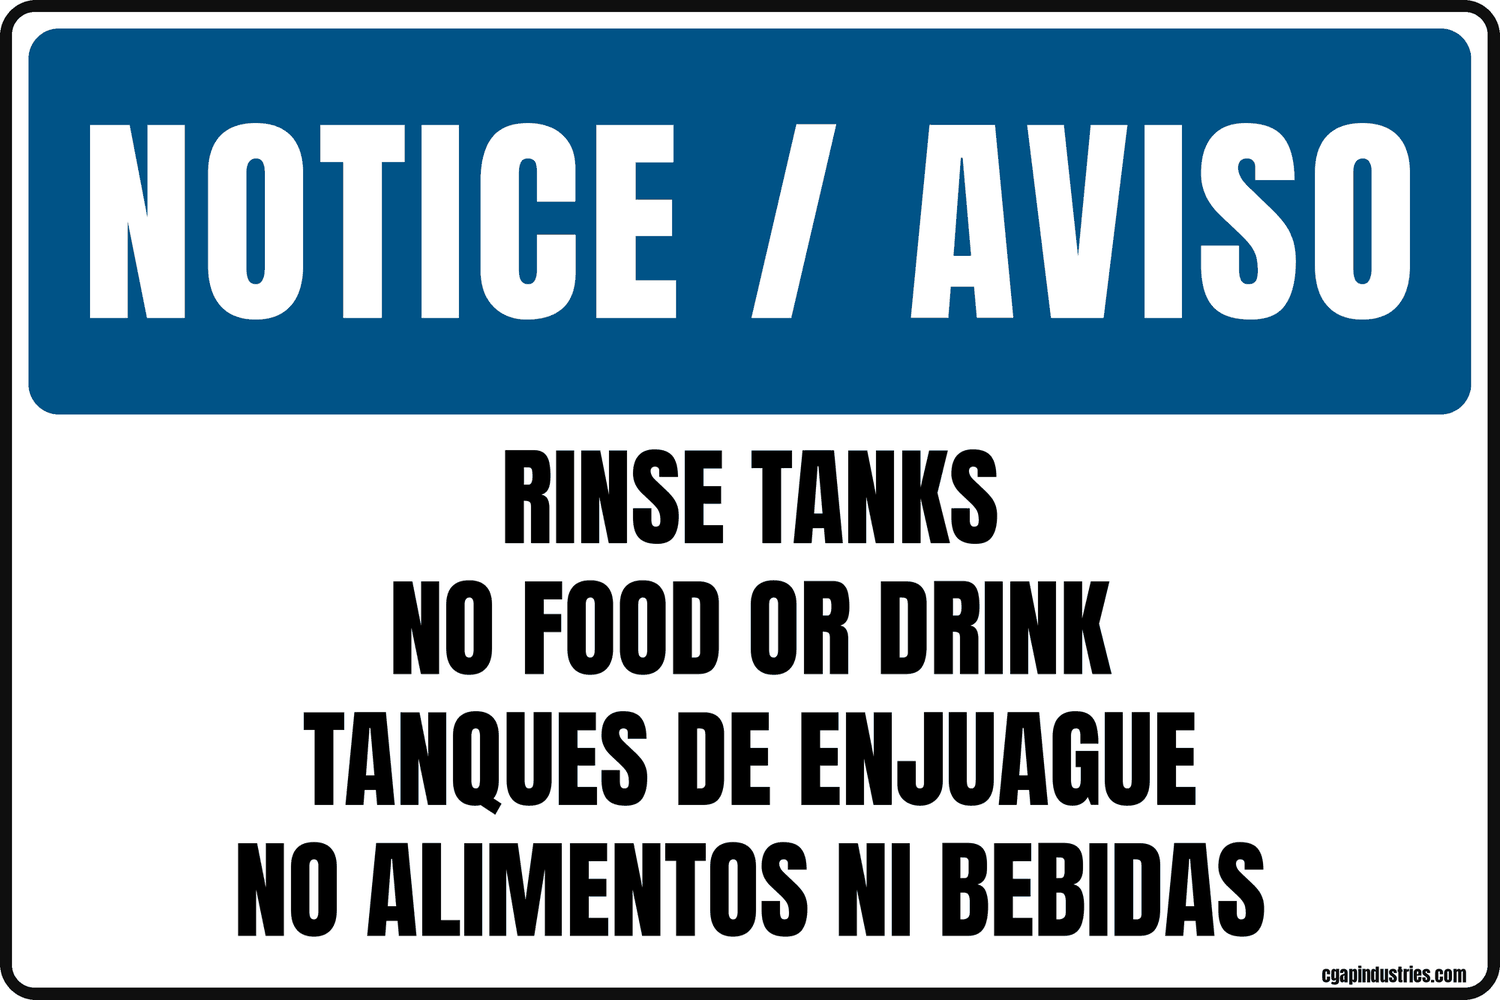 NOTICE / AVISO
RINSE TANKS
NO FOOD OR DRINK
TANQUES DE ENJUAGUE
NO ALIMENTOS NI BEBIDAS
cgapindustries.com